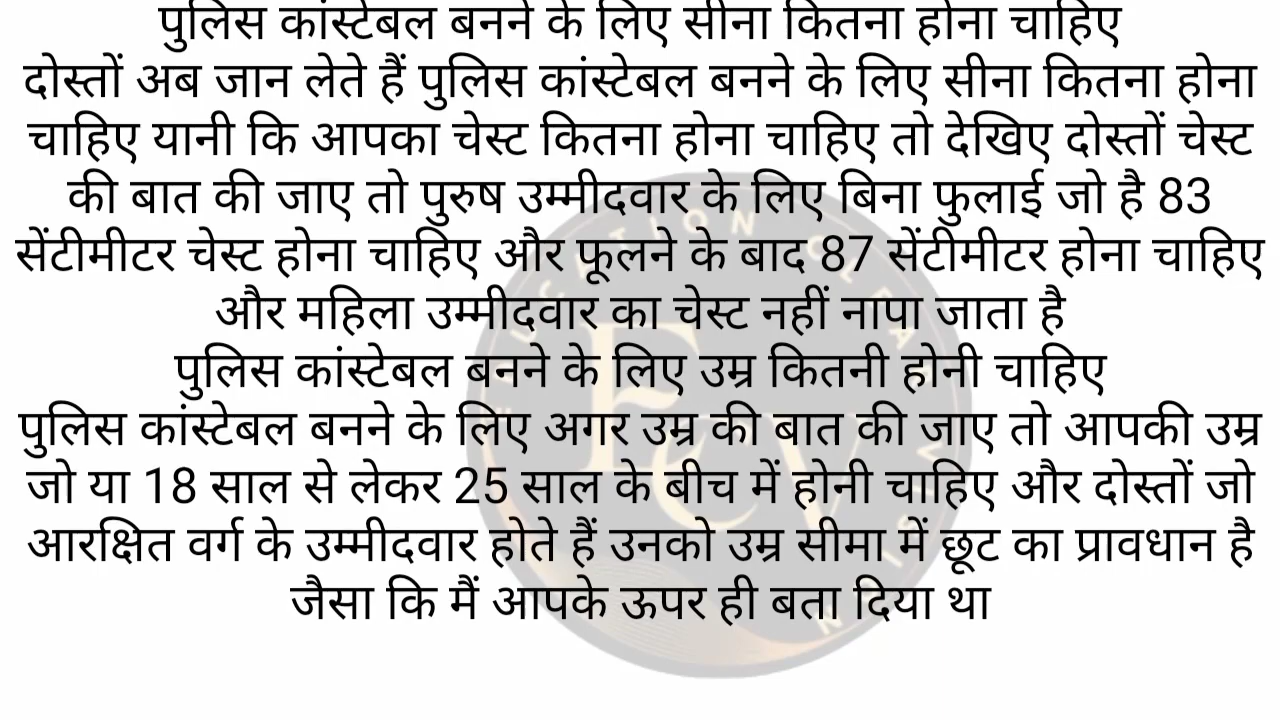 पुलिस कांस्टेबल बनने के लिए सीना कितना होना चाहिए
दोस्तों अब जान लेते हैं पुलिस कांस्टेबल बनने के लिए सीना कितना होना
चाहिए यानी कि आपका चेस्ट कितना होना चाहिए तो देखिए दोस्तों चेस्ट
की बात की जाए तो पुरुष उम्मीदवार के लिए बिना फुलाई जो है 83
सेंटीमीटर चेस्ट होना चाहिए और फूलने के बाद 87 सेंटीमीटर होना चाहिए
और महिला उम्मीदवार का चेस्ट नहीं नापा जाता है
पुलिस कांस्टेबल बनने के लिए उम्र कितनी होनी चाहिए
पुलिस कांस्टेबल बनने के लिए अगर उम्र की बात की जाए तो आपकी उम्र
जो या 18 साल से लेकर 25 साल के बीच में होनी चाहिए और दोस्तों जो
आरक्षित वर्ग के उम्मीदवार होते हैं उनको उम्र सीमा में छूट का प्रावधान है
जैसा कि मैं आपके ऊपर ही बता दिया था